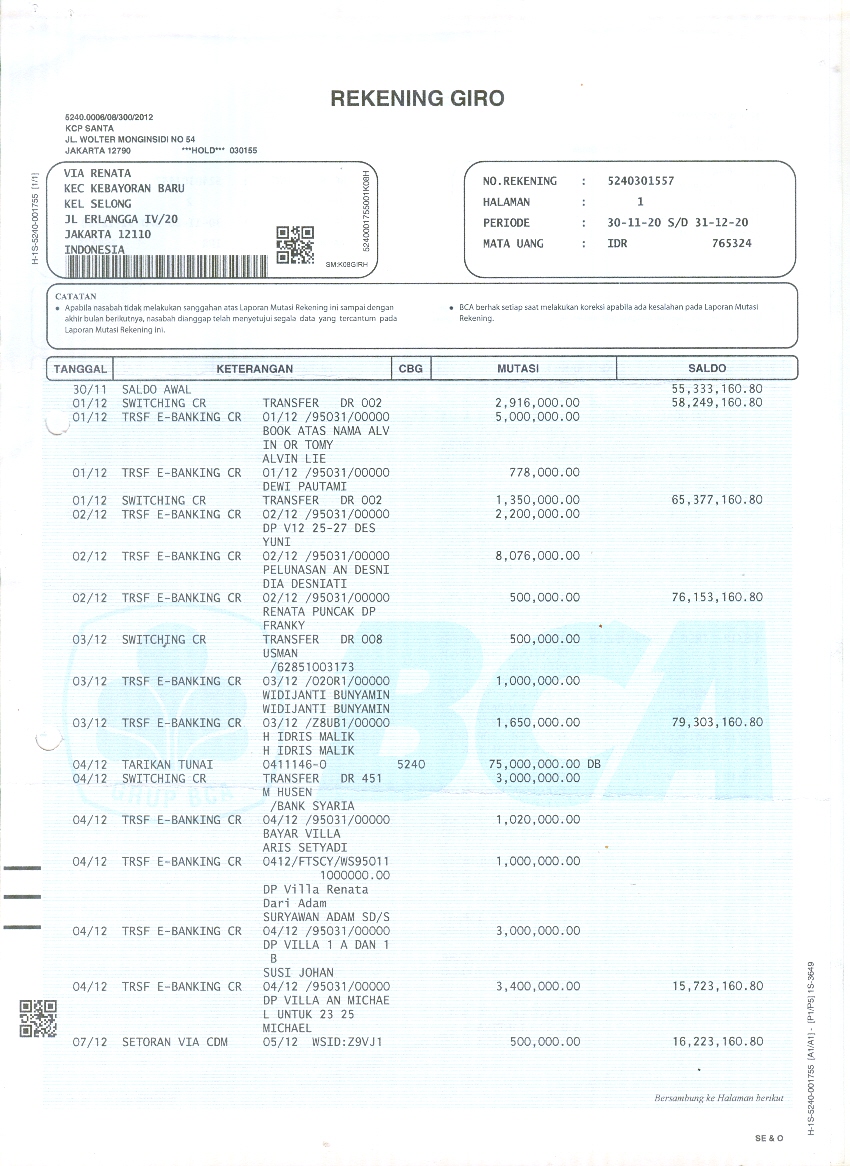 REKENING GIRO
5240.0006/08/300/2012
KCP SANTA
JL. WOLTER MONGINSIDI NO 54
JAKARTA 12790 ***HOLD*** 030155
H-1S-5240-001755 [1/1]
VIA RENATA
KEC KEBAYORAN BARU
KEL SELONG
JL ERLANGGA IV/20
JAKARTA 12110
INDONESIA
5240001755001K08H
SM:K08GIRH
NO.REKENING : 5240301557
HALAMAN : 1
PERIODE : 30-11-20 S/D 31-12-20
MATA UANG : IDR 765324
CATATAN
• Apabila nasabah tidak melakukan sanggahan atas Laporan Mutasi Rekening ini sampai dengan
akhir bulan berikutnya, nasabah dianggap telah menyetujui segala data yang tercantum pada
Laporan Mutasi Rekening ini.
• BCA berhak setiap saat melakukan koreksi apabila ada kesalahan pada Laporan Mutasi
Rekening.
TANGGAL KETERANGAN CBG MUTASI SALDO
30/11 SALDO AWAL 55,333,160.80
01/12 SWITCHING CR TRANSFER DR 002 2,916,000.00 58,249,160.80
01/12 TRSF E-BANKING CR 01/12 /95031/00000 5,000,000.00
BOOK ATAS NAMA ALV
IN OR TOMY
ALVIN LIE
01/12 TRSF E-BANKING CR 01/12 /95031/00000 778,000.00
DEWI PAUTAMI
01/12 SWITCHING CR TRANSFER DR 002 1,350,000.00 65,377,160.80
02/12 TRSF E-BANKING CR 02/12 /95031/00000 2,200,000.00
DP V12 25-27 DES
YUNI
02/12 TRSF E-BANKING CR 02/12 /95031/00000 8,076,000.00
PELUNASAN AN DESNI
DIA DESNIATI
02/12 TRSF E-BANKING CR 02/12 /95031/00000 500,000.00 76,153,160.80
RENATA PUNCAK DP
FRANKY
03/12 SWITCHING CR TRANSFER DR 008 500,000.00
USMAN
/62851003173
03/12 TRSF E-BANKING CR 03/12 /020R1/00000 1,000,000.00
WIDIJANTI BUNYAMIN
WIDIJANTI BUNYAMIN
03/12 TRSF E-BANKING CR 03/12 /Z8UB1/00000 1,650,000.00 79,303,160.80
H IDRIS MALIK
H IDRIS MALIK
04/12 TARIKAN TUNAI 0411146-0 5240 75,000,000.00 DB
04/12 SWITCHING CR TRANSFER DR 451 3,000,000.00
M HUSEN
/BANK SYARIA
04/12 TRSF E-BANKING CR 04/12 /95031/00000 1,020,000.00
BAYAR VILLA
ARIS SETYADI
04/12 TRSF E-BANKING CR 0412/FTSCY/WS95011 1,000,000.00
1000000.00
DP Villa Renata
Dari Adam
SURYAWAN ADAM SD/S
04/12 TRSF E-BANKING CR 04/12 /95031/00000 3,000,000.00
DP VILLA 1 A DAN 1
B
SUSI JOHAN
04/12 TRSF E-BANKING CR 04/12 /95031/00000 3,400,000.00 15,723,160.80
DP VILLA AN MICHAE
L UNTUK 23 25
MICHAEL
07/12 SETORAN VIA CDM 05/12 WSID:Z9VJ1 500,000.00 16,223,160.80
BCA
GRUP BCA
Bersambung ke Halaman berikut
SE & O
H-1S-5240-001755 [A1/A1] - [P1/P5] 1S-3649